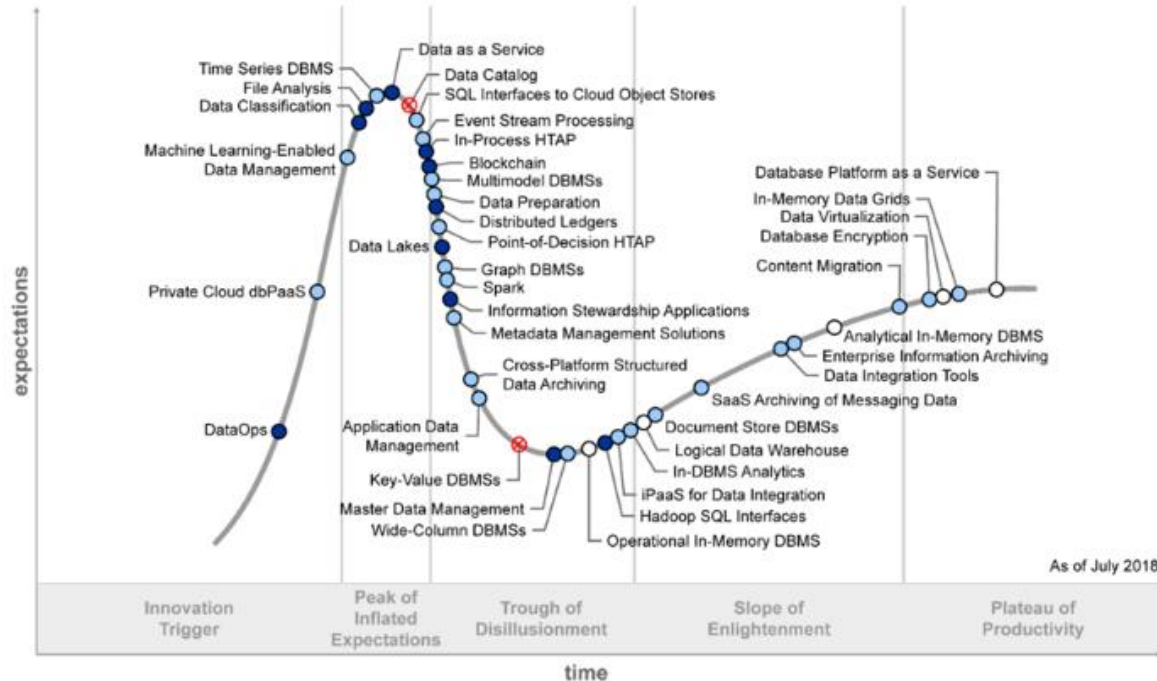 Data as a Service
Time Series DBMS
Data Catalog
File Analysis
SQL Interfaces to Cloud Object Stores
Data Classification
Event Stream Processing
In-Process HTAP
Machine Learning-Enabled
Data Management
Blockchain
Multimodel DBMSs
Data Preparation
Distributed Ledgers
Point-of-Decision HTAP
Data Lakes
Graph DBMSs
Spark
Information Stewardship Applications
Metadata Management Solutions
Private Cloud dbPaaS
Cross-Platform Structured
Data Archiving
DataOps
Application Data
Management
Key-Value DBMSs
Master Data Management
Wide-Column DBMSs
Database Platform as a Service
In-Memory Data Grids
Data Virtualization
Database Encryption
Content Migration
Analytical In-Memory DBMS
Enterprise Information Archiving
Data Integration Tools
SaaS Archiving of Messaging Data
Document Store DBMSs
Logical Data Warehouse
In-DBMS Analytics
iPaaS for Data Integration
Hadoop SQL Interfaces
Operational In-Memory DBMS
expectations
As of July 2018
Innovation
Trigger
Peak of
Inflated
Expectations
Trough of
Disillusionment
Slope of
Enlightenment
Plateau of
Productivity
time